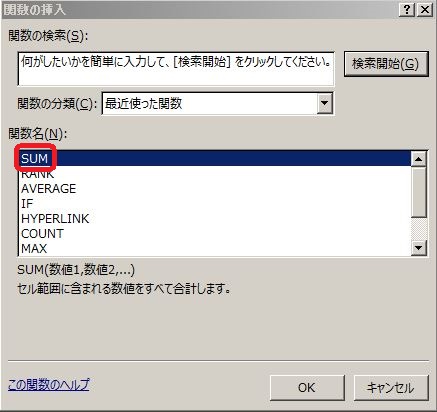 関数の挿入
関数の検索(S):
何がしたいかを簡単に入力して、[検索開始] をクリックしてください。
検索開始(G)
関数の分類(C):
最近使った関数
関数名(N):
SUM
RANK
AVERAGE
IF
HYPERLINK
COUNT
MAX
SUM(数値1,数値2,...)
セル範囲に含まれる数値をすべて合計します。
この関数のヘルプ
OK
キャンセル